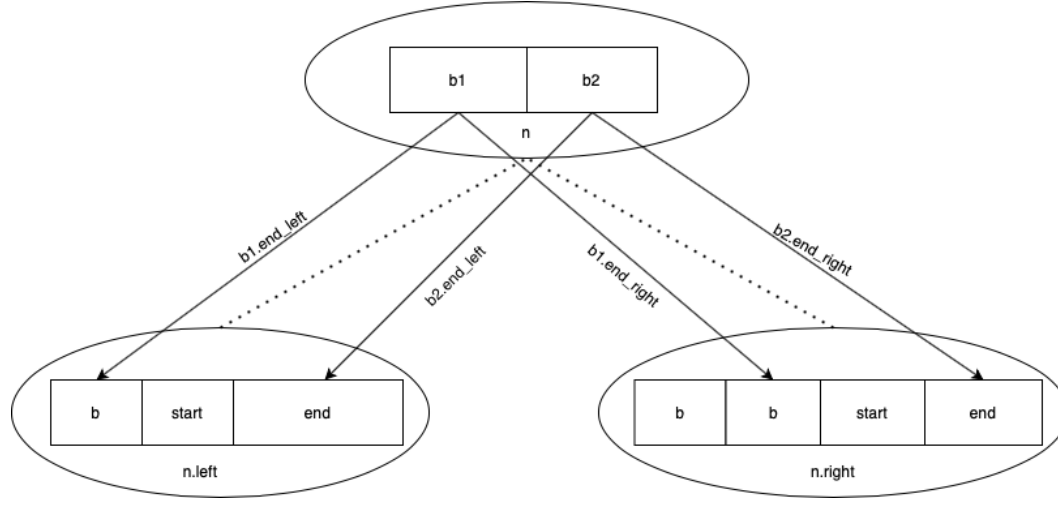 b1
b2
n
b1.end_left
b2.end_left
b1.end_right
b2.end_right
b
start
end
n.left
b
b
start
end
n.right